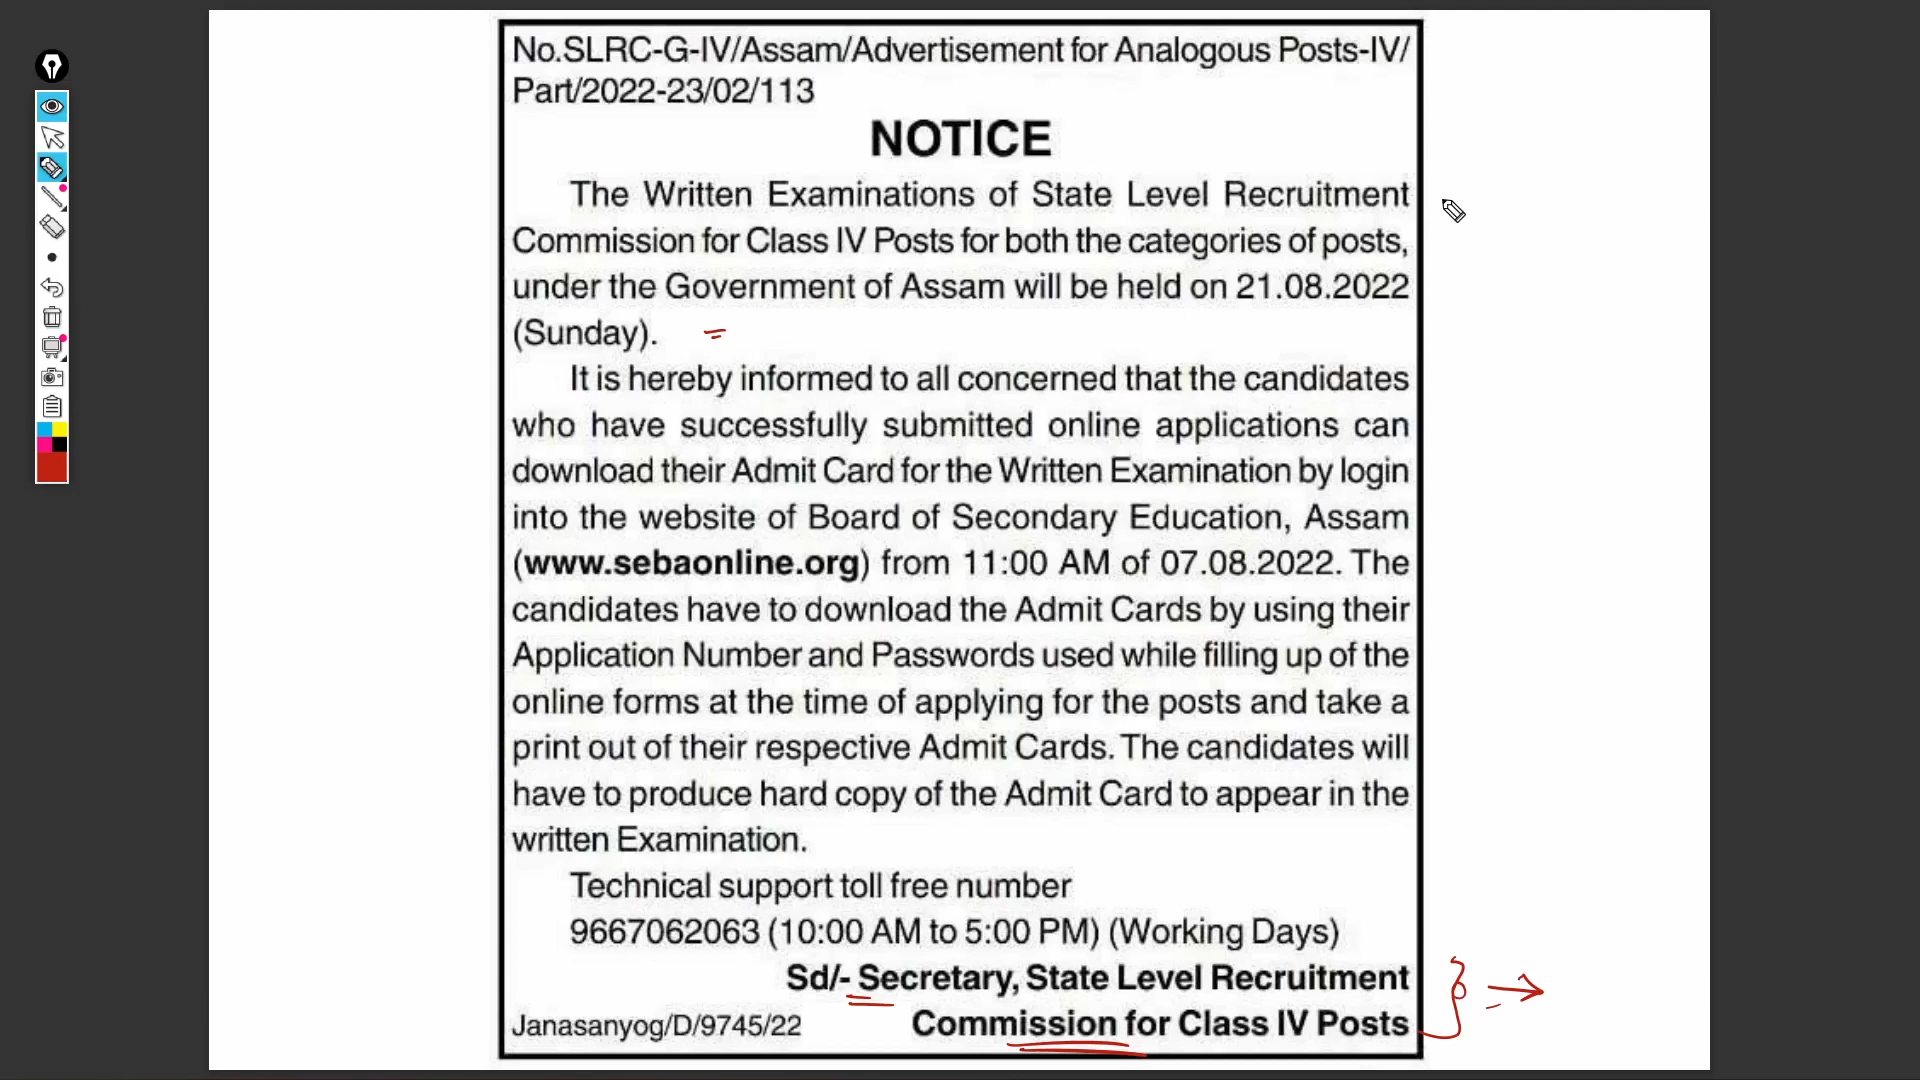 No.SLRC-G-IV/Assam/Advertisement for Analogous Posts-IV/
Part/2022-23/02/113
NOTICE
The Written Examinations of State Level Recruitment
Commission for Class IV Posts for both the categories of posts,
under the Government of Assam will be held on 21.08.2022
(Sunday).
It is hereby informed to all concerned that the candidates
who have successfully submitted online applications can
download their Admit Card for the Written Examination by login
into the website of Board of Secondary Education, Assam
(www.sebaonline.org) from 11:00 AM of 07.08.2022. The
candidates have to download the Admit Cards by using their
Application Number and Passwords used while filling up of the
online forms at the time of applying for the posts and take a
print out of their respective Admit Cards. The candidates will
have to produce hard copy of the Admit Card to appear in the
written Examination.
Technical support toll free number
9667062063 (10:00 AM to 5:00 PM) (Working Days)
Sd/- Secretary, State Level Recruitment
Janasanyog/D/9745/22 Commission for Class IV Posts